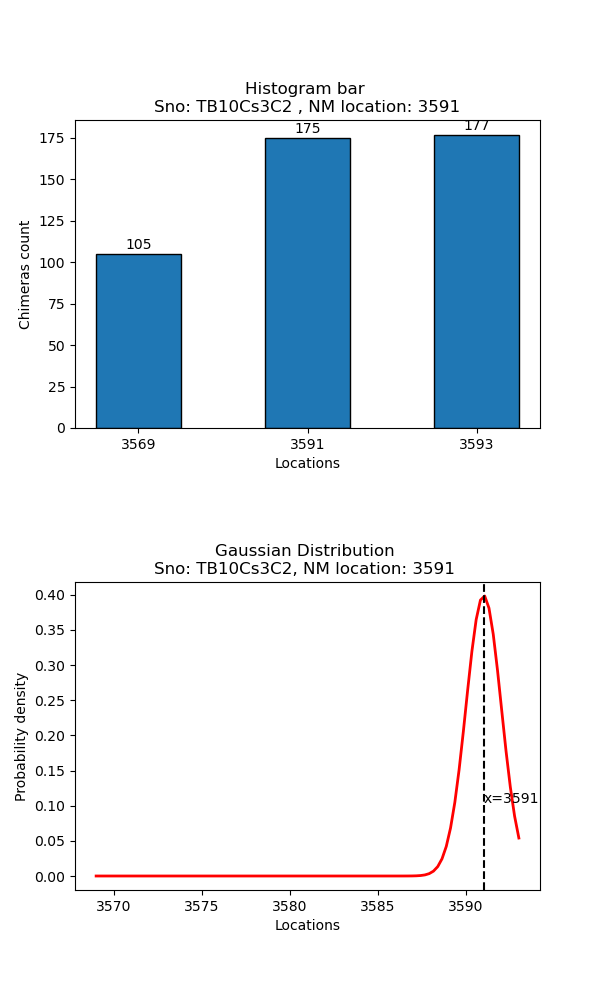 Histogram bar
Sno: TB10Cs3C2 , NM location: 3591
Chimeras count
175
150
125
100
75
50
25
0
105
175
177
3569 3591 3593
Locations
Gaussian Distribution
Sno: TB10Cs3C2, NM location: 3591
Probability density
0.40
0.35
0.30
0.25
0.20
0.15
0.10
0.05
0.00
x=3591
3570 3575 3580 3585 3590
Locations